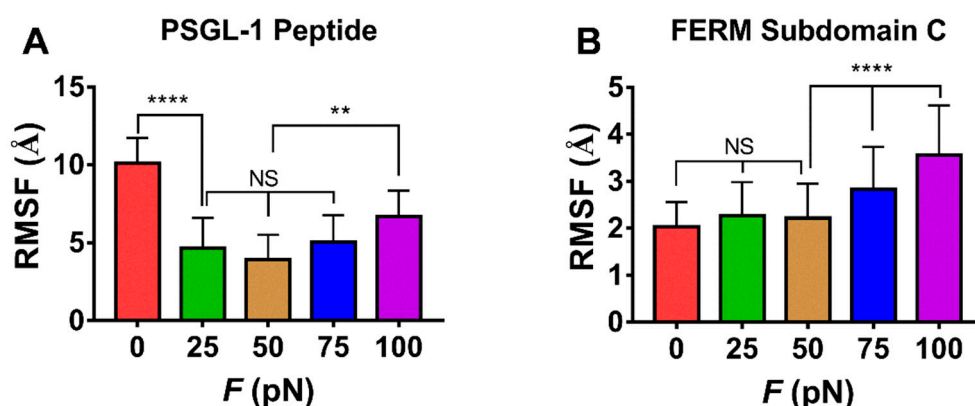 A
PSGL-1 Peptide
RMSF (Å)
15
10
5
0
****
**
NS
0 25 50 75 100
F (pN)
B
FERM Subdomain C
RMSF (Å)
5
4
3
2
1
0
****
NS
0 25 50 75 100
F (pN)